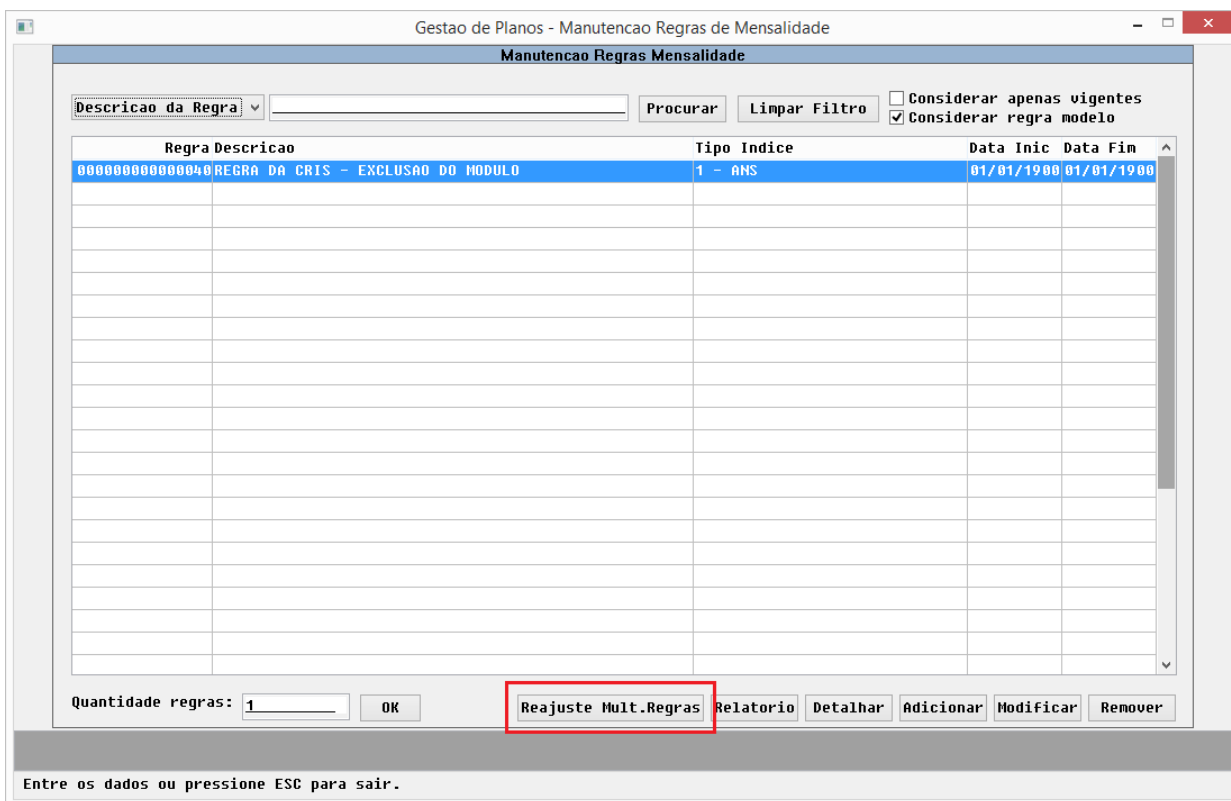 Gestao de Planos - Manutencao Regras de Mensalidade
Manutencao Regras Mensalidade
Descricao da Regra Procurar Limpar Filtro Considerar apenas vigentes
Considerar regra modelo
Regra Descricao Tipo Indice Data Inic Data Fim
000000000000040 REGRA DA CRIS - EXCLUSAO DO MODULO 1 - ANS 01/01/1900 01/01/1900
Quantidade regras: 1 OK Reajuste Mult.Regras Relatorio Detalhar Adicionar Modificar Remover
Entre os dados ou pressione ESC para sair.